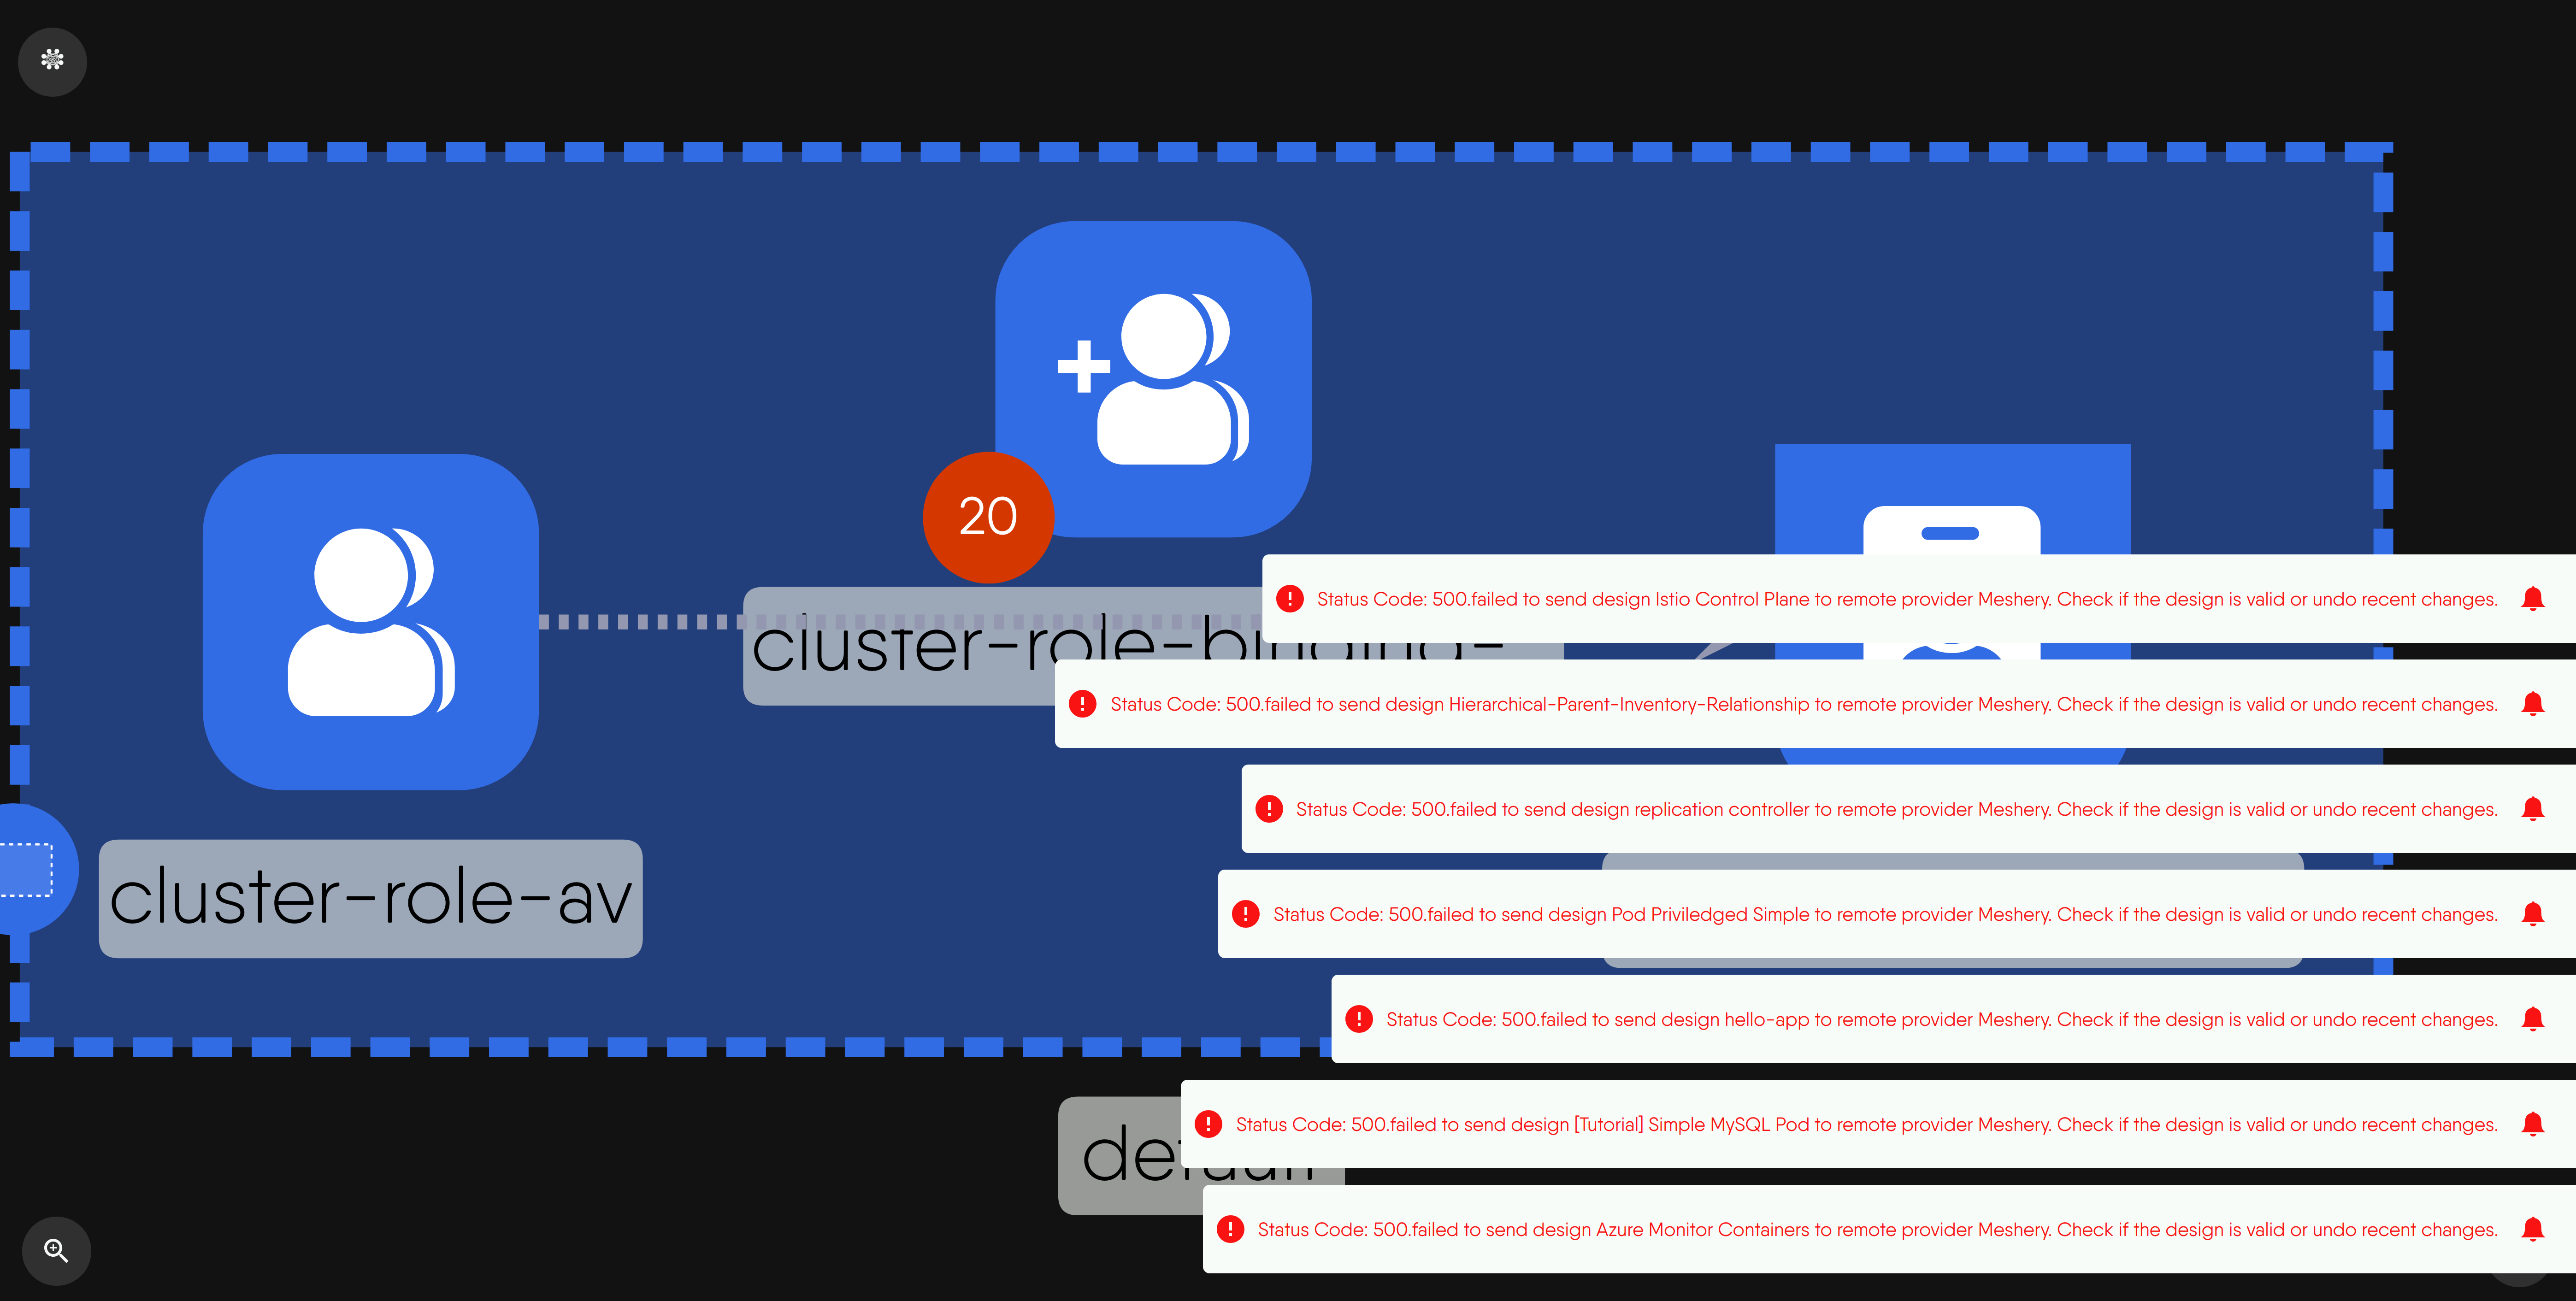 20
cluster-role-binding-
cluster-role-av
default
Status Code: 500.failed to send design Istio Control Plane to remote provider Meshery. Check if the design is valid or undo recent changes.
Status Code: 500.failed to send design Hierarchical-Parent-Inventory-Relationship to remote provider Meshery. Check if the design is valid or undo recent changes.
Status Code: 500.failed to send design replication controller to remote provider Meshery. Check if the design is valid or undo recent changes.
Status Code: 500.failed to send design Pod Priviledged Simple to remote provider Meshery. Check if the design is valid or undo recent changes.
Status Code: 500.failed to send design hello-app to remote provider Meshery. Check if the design is valid or undo recent changes.
Status Code: 500.failed to send design [Tutorial] Simple MySQL Pod to remote provider Meshery. Check if the design is valid or undo recent changes.
Status Code: 500.failed to send design Azure Monitor Containers to remote provider Meshery. Check if the design is valid or undo recent changes.